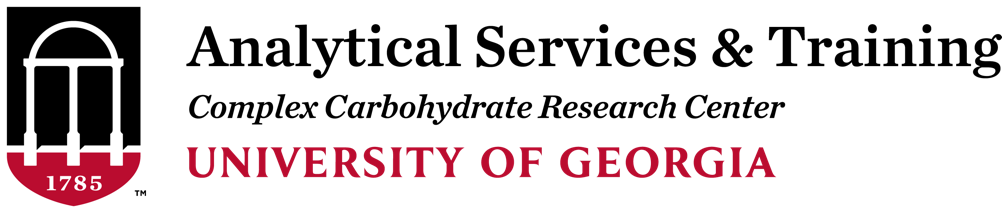 Analytical Services & Training
Complex Carbohydrate Research Center
UNIVERSITY OF GEORGIA
1785
TM